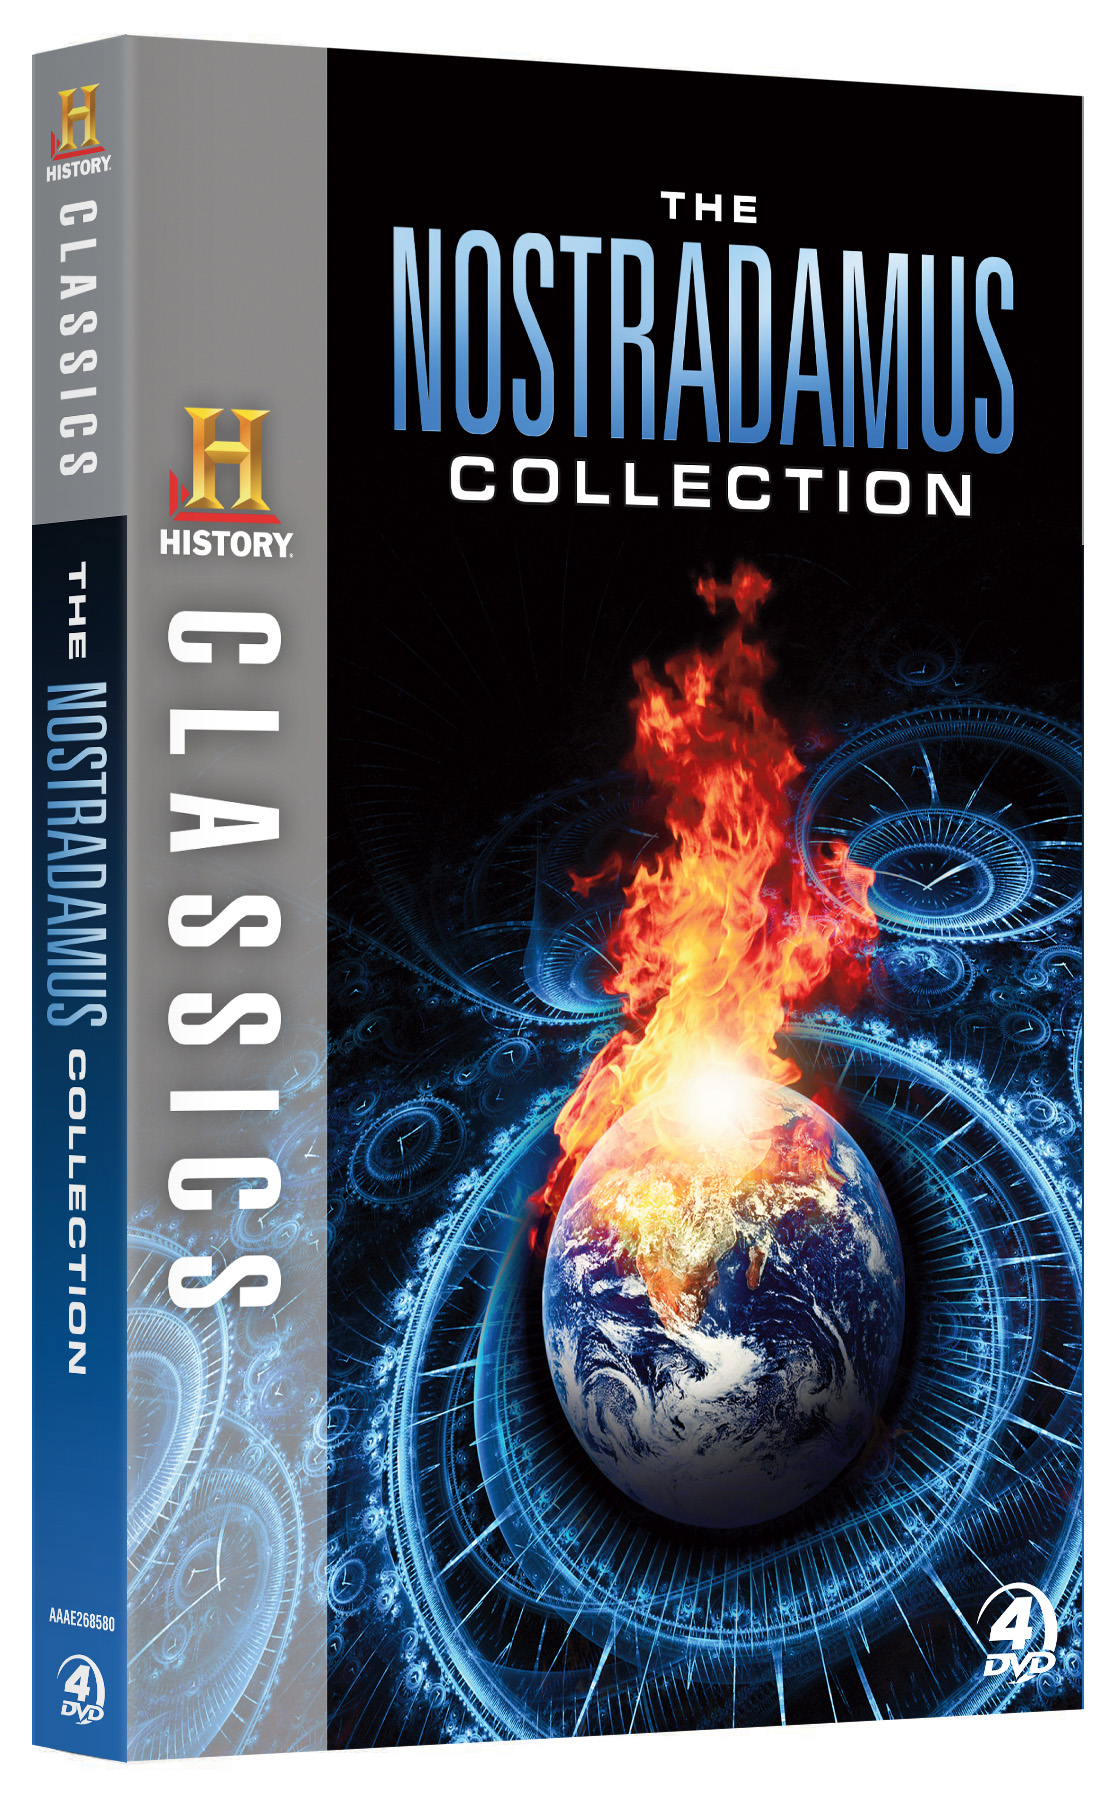 H
HISTORY.
CLASSICS
THE NOSTRADAMUS COLLECTION
AAAE268580
4
DVD
H
HISTORY.
CLASSICS
THE
NOSTRADAMUS
COLLECTION
4
DVD